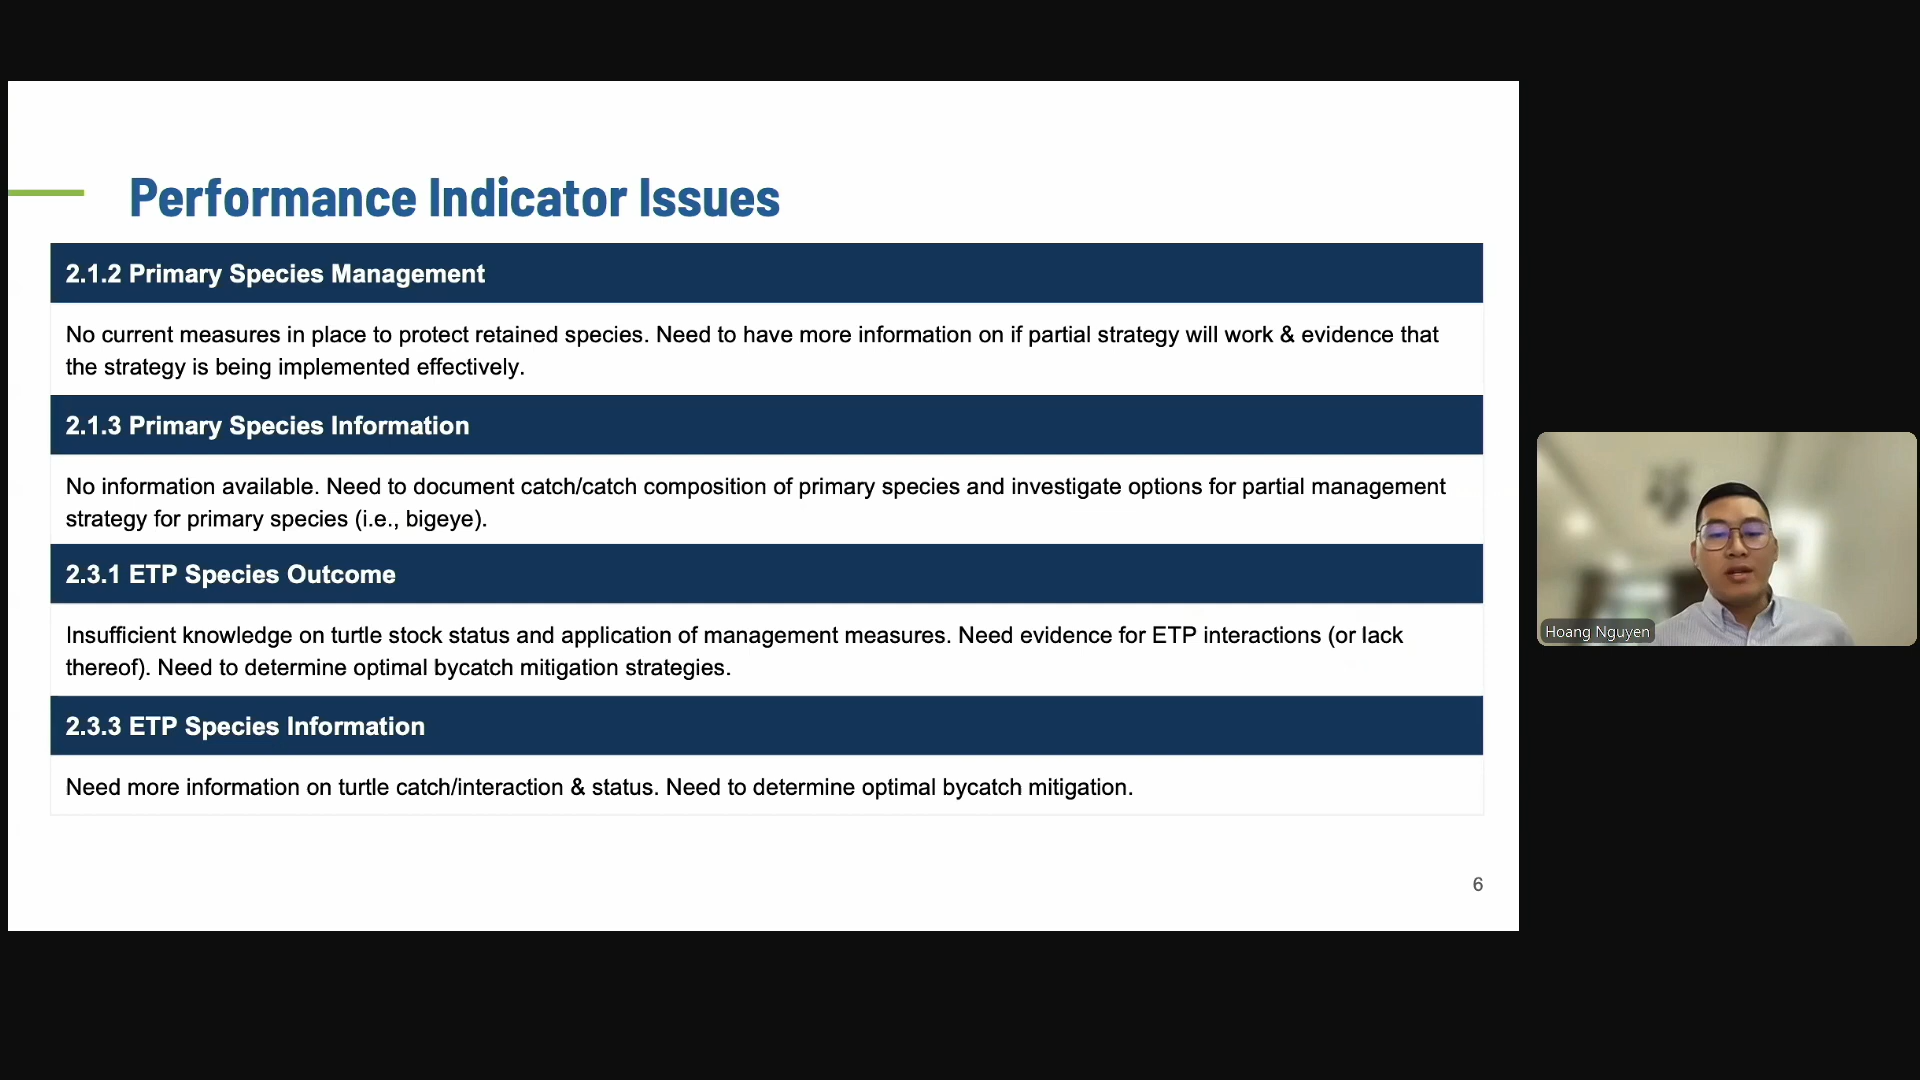 Performance Indicator Issues
2.1.2 Primary Species Management
No current measures in place to protect retained species. Need to have more information on if partial strategy will work & evidence that
the strategy is being implemented effectively.
2.1.3 Primary Species Information
No information available. Need to document catch/catch composition of primary species and investigate options for partial management
strategy for primary species (i.e., bigeye).
2.3.1 ETP Species Outcome
Insufficient knowledge on turtle stock status and application of management measures. Need evidence for ETP interactions (or lack
thereof). Need to determine optimal bycatch mitigation strategies.
2.3.3 ETP Species Information
Need more information on turtle catch/interaction & status. Need to determine optimal bycatch mitigation.
6
Hoang Nguyen